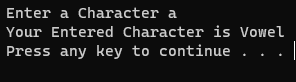 Enter a Character a
Your Entered Character is Vowel
Press any key to continue . . .